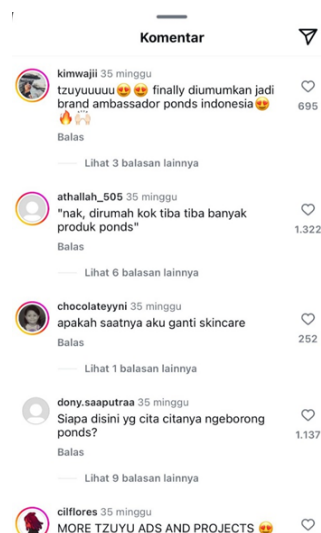 Komentar
kimwajii 35 minggu
tzuyuuuuu😍😍 finally diumumkan jadi
brand ambassador ponds indonesia😍
🔥🙌🏻
695
Balas
Lihat 3 balasan lainnya
athallah_505 35 minggu
"nak, dirumah kok tiba tiba banyak
produk ponds"
1.322
Balas
Lihat 6 balasan lainnya
chocolateyyni 35 minggu
apakah saatnya aku ganti skincare
252
Balas
Lihat 1 balasan lainnya
dony.saaputraa 35 minggu
Siapa disini yg cita citanya ngeborong
ponds?
1.137
Balas
Lihat 9 balasan lainnya
cilflores 35 minggu
MORE TZUYU ADS AND PROJECTS 😍